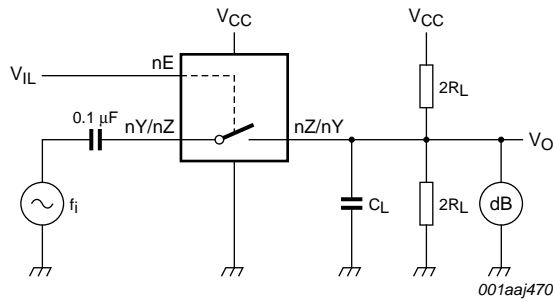 VCC
VCC
nE
VIL
2RL
0.1 μF
nY/nZ
nZ/nY
VO
fi
CL
2RL
dB
001aaj470